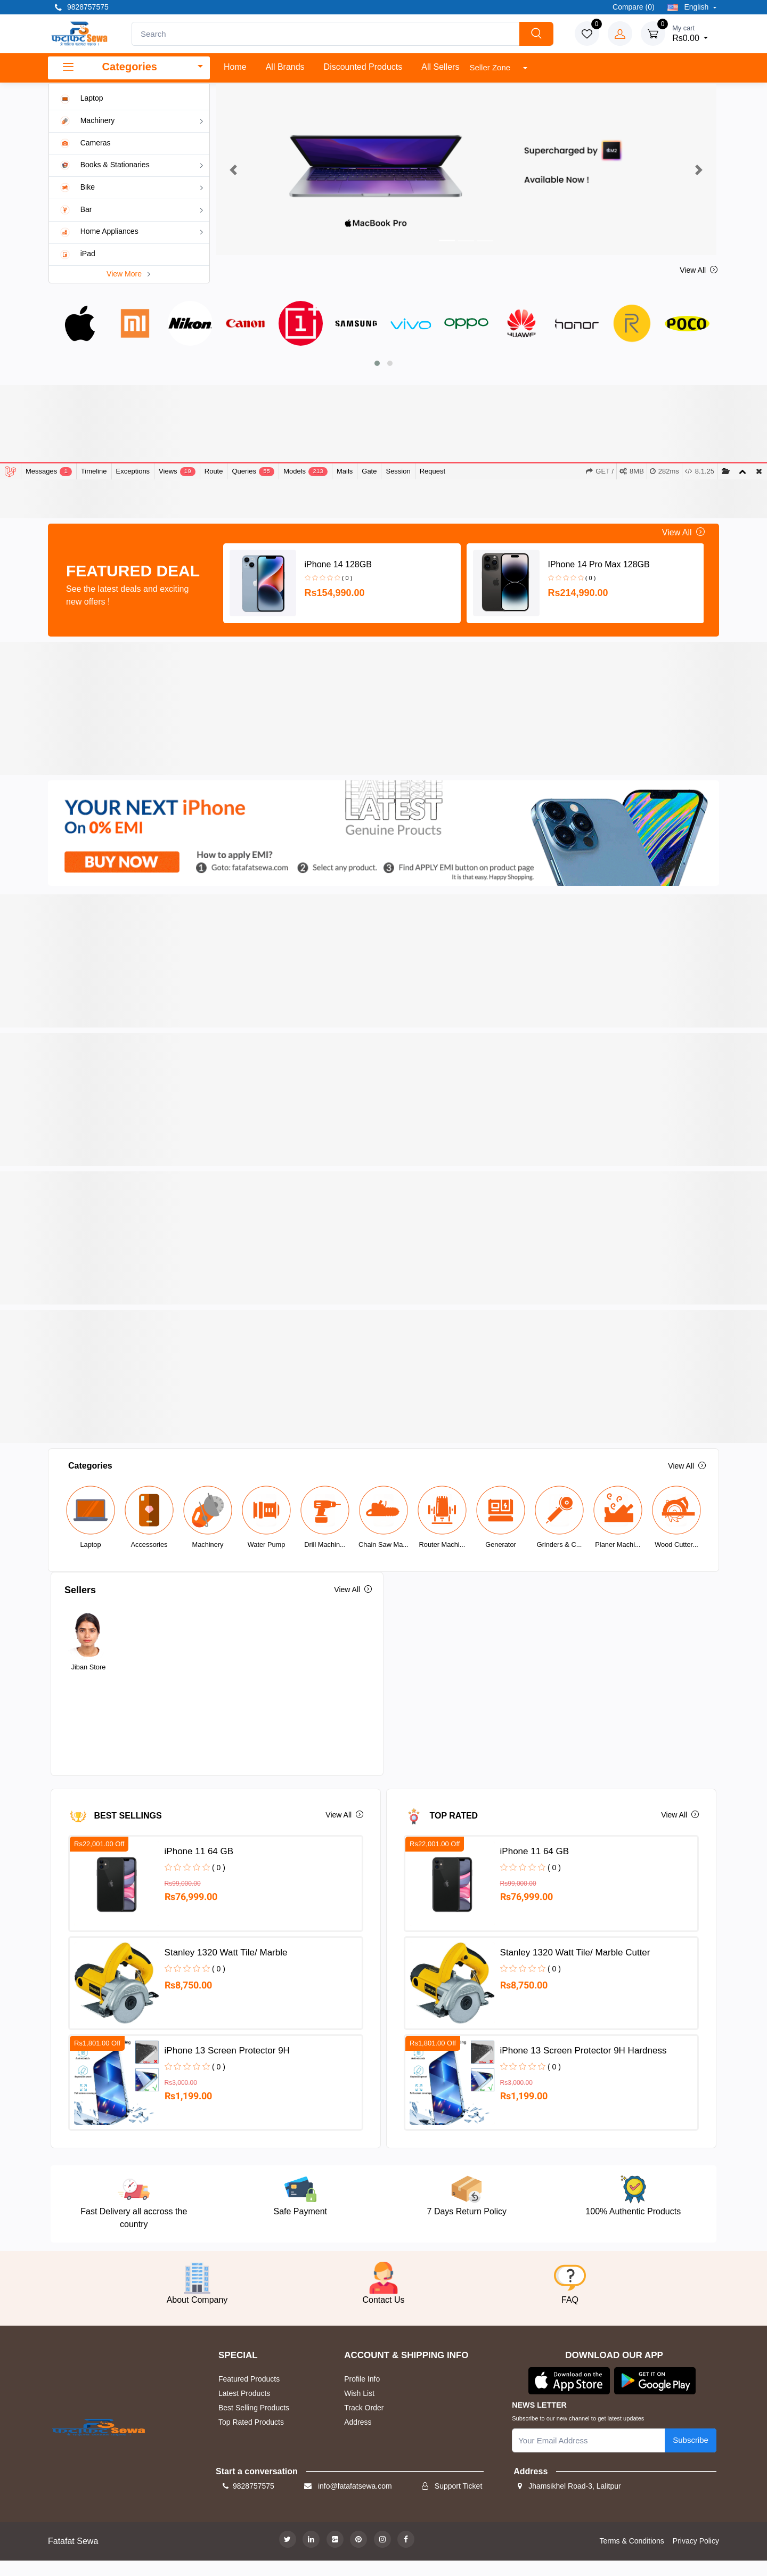 9828757575
Compare (0)
English
फटाफट Sewa
Search
0
0
My cart
Rs0.00
Categories
Home
All Brands
Discounted Products
All Sellers
Seller Zone
Laptop
Machinery
Cameras
Books & Stationaries
Bike
Bar
Home Appliances
iPad
View More
MacBook Pro
Supercharged by M2
Available Now !
View All
mi
Nikon
Canon
1
SAMSUNG
vivo
oppo
HUAWEI
honor
R
POCO
Messages 1
Timeline
Exceptions
Views 19
Route
Queries 55
Models 213
Mails
Gate
Session
Request
GET /
8MB
282ms
8.1.25
View All
FEATURED DEAL
See the latest deals and exciting
new offers !
iPhone 14 128GB
( 0 )
Rs154,990.00
IPhone 14 Pro Max 128GB
( 0 )
Rs214,990.00
YOUR NEXT iPhone
On 0% EMI
BUY NOW
LATEST
Genuine Proucts
How to apply EMI?
1 Goto: fatafatsewa.com
2 Select any product.
3 Find APPLY EMI button on product page
It is that easy. Happy Shopping.
Categories
View All
Laptop
Accessories
Machinery
Water Pump
Drill Machin...
Chain Saw Ma...
Router Machi...
Generator
Grinders & C...
Planer Machi...
Wood Cutter...
Sellers
View All
Jiban Store
BEST SELLINGS
View All
Rs22,001.00 Off
iPhone 11 64 GB
( 0 )
Rs99,000.00
Rs76,999.00
Stanley 1320 Watt Tile/ Marble
( 0 )
Rs8,750.00
Rs1,801.00 Off
iPhone 13 Screen Protector 9H
( 0 )
Rs3,000.00
Rs1,199.00
TOP RATED
View All
Rs22,001.00 Off
iPhone 11 64 GB
( 0 )
Rs99,000.00
Rs76,999.00
Stanley 1320 Watt Tile/ Marble Cutter
( 0 )
Rs8,750.00
Rs1,801.00 Off
iPhone 13 Screen Protector 9H Hardness
( 0 )
Rs3,000.00
Rs1,199.00
Fast Delivery all accross the
country
Safe Payment
7 Days Return Policy
100% Authentic Products
About Company
Contact Us
FAQ
फटाफट Sewa
SPECIAL
Featured Products
Latest Products
Best Selling Products
Top Rated Products
ACCOUNT & SHIPPING INFO
Profile Info
Wish List
Track Order
Address
DOWNLOAD OUR APP
Download on the
App Store
GET IT ON
Google Play
NEWS LETTER
Subscribe to our new channel to get latest updates
Your Email Address
Subscribe
Start a conversation
9828757575
info@fatafatsewa.com
Support Ticket
Address
Jhamsikhel Road-3, Lalitpur
Fatafat Sewa
Terms & Conditions
Privacy Policy